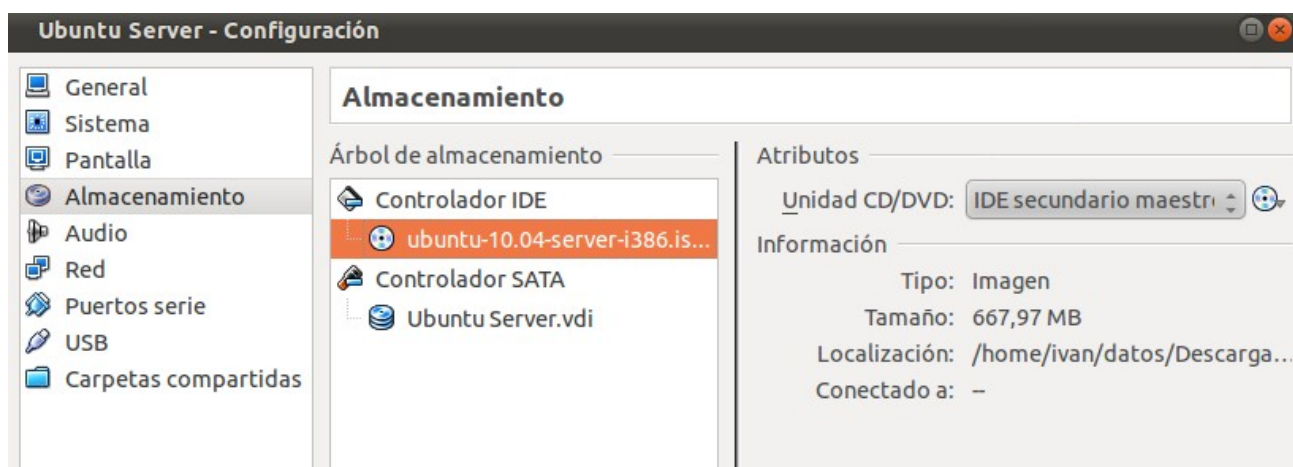 Ubuntu Server - Configuración
General
Sistema
Pantalla
Almacenamiento
Audio
Red
Puertos serie
USB
Carpetas compartidas
Almacenamiento
Árbol de almacenamiento
Controlador IDE
ubuntu-10.04-server-i386.is...
Controlador SATA
Ubuntu Server.vdi
Atributos
Unidad CD/DVD: IDE secundario maestr
Información
Tipo: Imagen
Tamaño: 667,97 MB
Localización: /home/ivan/datos/Descarga...
Conectado a: --